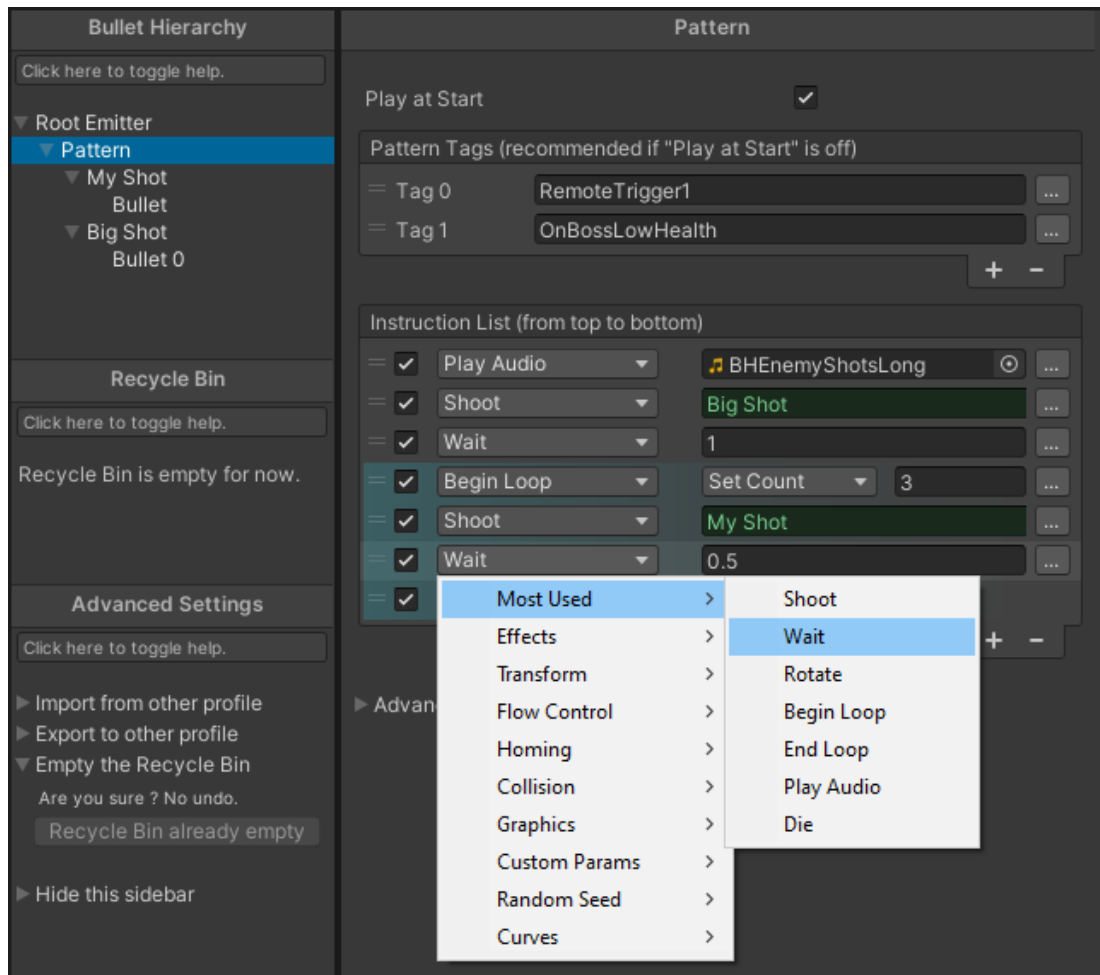 Bullet Hierarchy
Click here to toggle help.
Root Emitter
Pattern
My Shot
Bullet
Big Shot
Bullet 0
Recycle Bin
Click here to toggle help.
Recycle Bin is empty for now.
Advanced Settings
Click here to toggle help.
Import from other profile
Export to other profile
Empty the Recycle Bin
Are you sure ? No undo.
Recycle Bin already empty
Hide this sidebar
Pattern
Play at Start
Pattern Tags (recommended if "Play at Start" is off)
Tag 0 RemoteTrigger1 ...
Tag 1 OnBossLowHealth ...
+ -
Instruction List (from top to bottom)
Play Audio BHEnemyShotsLong ...
Shoot Big Shot ...
Wait 1 ...
Begin Loop Set Count 3 ...
Shoot My Shot ...
Wait 0.5 ...
+ -
Advan
Most Used
Effects
Transform
Flow Control
Homing
Collision
Graphics
Custom Params
Random Seed
Curves
Shoot
Wait
Rotate
Begin Loop
End Loop
Play Audio
Die